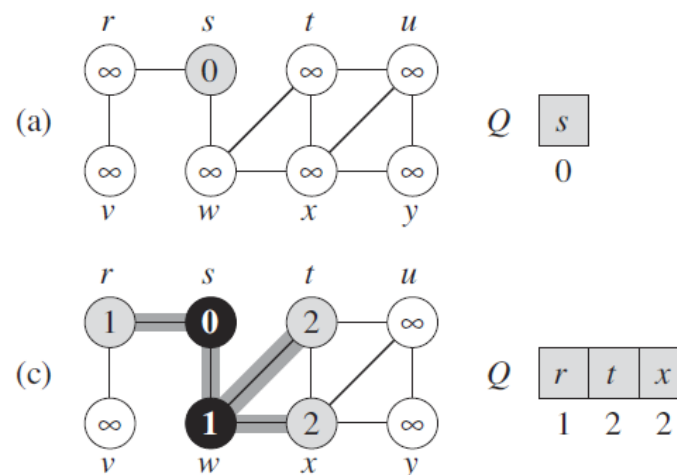 r s t u
∞ 0 ∞ ∞
(a) Q s
∞ ∞ ∞ ∞ 0
v w x y
r s t u
1 0 2 ∞
(c) Q r t x
∞ 1 2 ∞ 1 2 2
v w x y